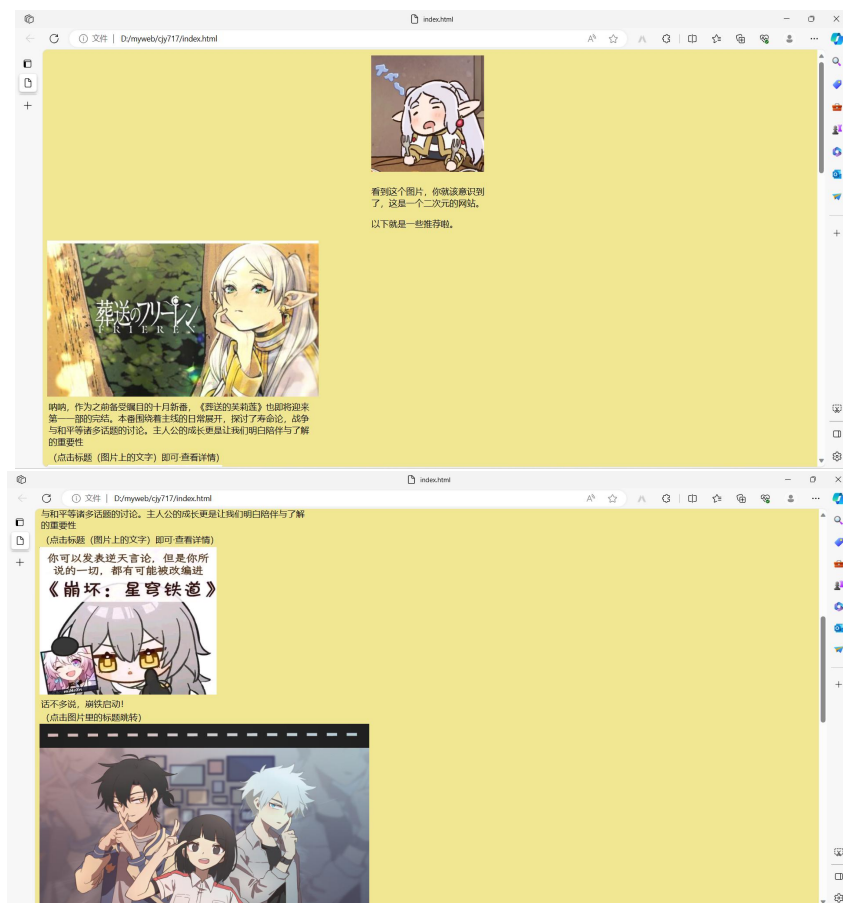 index.html
文件 | D:/myweb/cjy717/index.html
看到这个图片，你就该意识到
了，这是一个二次元的网站。
以下就是一些推荐啦。
葬送のフリーレン
FRIEREN
呐呐，作为之前备受瞩目的十月新番，《葬送的芙莉莲》也即将迎来
第一一部的完结。本番围绕着主线的日常展开，探讨了寿命论，战争
与和平等诸多话题的讨论。主人公的成长更是让我们明白陪伴与了解
的重要性
（点击标题（图片上的文字）即可·查看详情）
index.html
文件 | D:/myweb/cjy717/index.html
与和平等诸多话题的讨论。主人公的成长更是让我们明白陪伴与了解
的重要性
（点击标题（图片上的文字）即可·查看详情）
你可以发表逆天言论，但是你所
说的一切，都有可能被改编进
《崩坏：星穹铁道》
话不多说，崩铁启动!
（点击图片里的标题跳转）